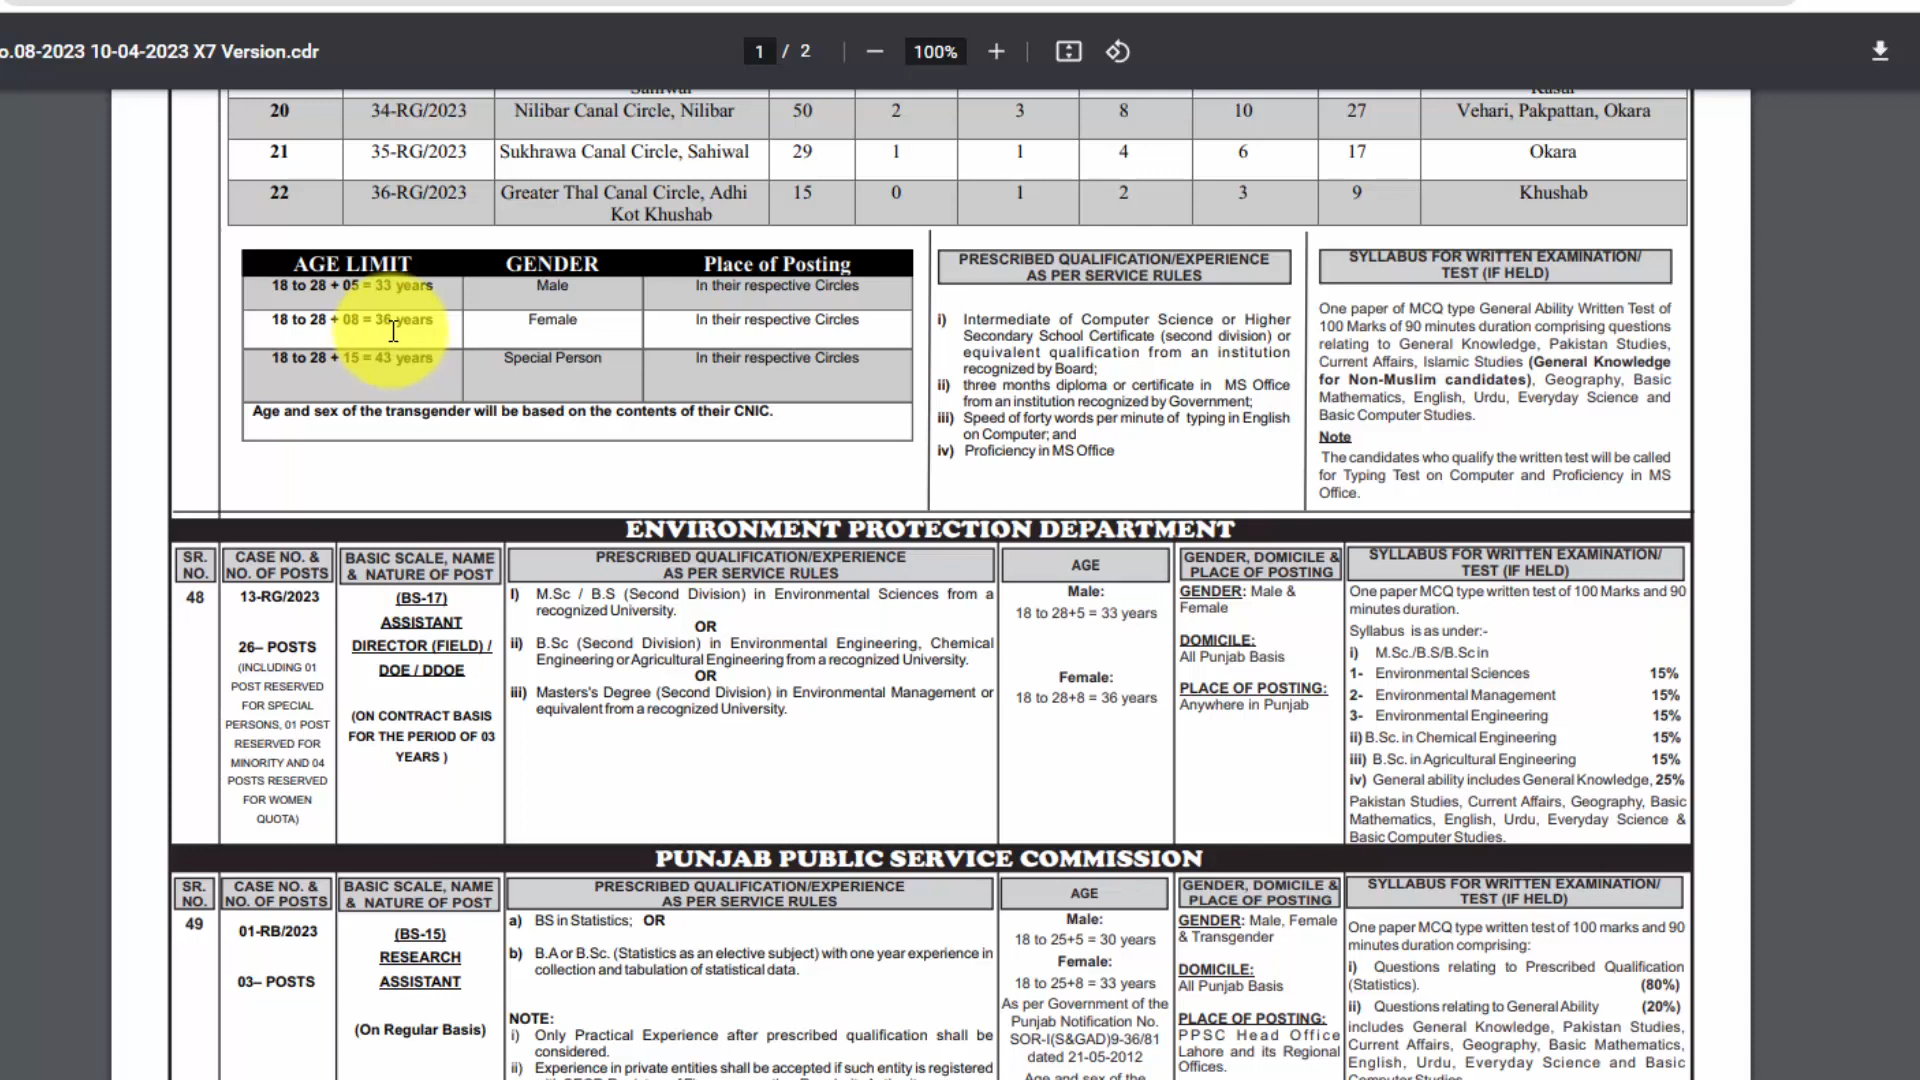 o.08-2023 10-04-2023 X7 Version.cdr
1 / 2
100%
20 34-RG/2023 Nilibar Canal Circle, Nilibar 50 2 3 8 10 27 Vehari, Pakpattan, Okara
21 35-RG/2023 Sukhrawa Canal Circle, Sahiwal 29 1 1 4 6 17 Okara
22 36-RG/2023 Greater Thal Canal Circle, Adhi 15 0 1 2 3 9 Khushab
Kot Khushab
AGE LIMIT GENDER Place of Posting
18 to 28 + 05 = 33 years Male In their respective Circles
18 to 28 + 08 = 36 years Female In their respective Circles
18 to 28 + 15 = 43 years Special Person In their respective Circles
Age and sex of the transgender will be based on the contents of their CNIC.
PRESCRIBED QUALIFICATION/EXPERIENCE
AS PER SERVICE RULES
i) Intermediate of Computer Science or Higher
Secondary School Certificate (second division) or
equivalent qualification from an institution
recognized by Board;
ii) three months diploma or certificate in MS Office
from an institution recognized by Government;
iii) Speed of forty words per minute of typing in English
on Computer; and
iv) Proficiency in MS Office
SYLLABUS FOR WRITTEN EXAMINATION/
TEST (IF HELD)
One paper of MCQ type General Ability Written Test of
100 Marks of 90 minutes duration comprising questions
relating to General Knowledge, Pakistan Studies,
Current Affairs, Islamic Studies (General Knowledge
for Non-Muslim candidates), Geography, Basic
Mathematics, English, Urdu, Everyday Science and
Basic Computer Studies.
Note
The candidates who qualify the written test will be called
for Typing Test on Computer and Proficiency in MS
Office.
ENVIRONMENT PROTECTION DEPARTMENT
SR.
NO.
CASE NO. &
NO. OF POSTS
BASIC SCALE, NAME
& NATURE OF POST
PRESCRIBED QUALIFICATION/EXPERIENCE
AS PER SERVICE RULES
AGE
GENDER, DOMICILE &
PLACE OF POSTING
SYLLABUS FOR WRITTEN EXAMINATION/
TEST (IF HELD)
48
13-RG/2023
26– POSTS
(INCLUDING 01
POST RESERVED
FOR SPECIAL
PERSONS, 01 POST
RESERVED FOR
MINORITY AND 04
POSTS RESERVED
FOR WOMEN
QUOTA)
(BS-17)
ASSISTANT
DIRECTOR (FIELD) /
DOE / DDOE
(ON CONTRACT BASIS
FOR THE PERIOD OF 03
YEARS )
I) M.Sc / B.S (Second Division) in Environmental Sciences from a
recognized University.
OR
ii) B.Sc (Second Division) in Environmental Engineering, Chemical
Engineering or Agricultural Engineering from a recognized University.
OR
iii) Masters's Degree (Second Division) in Environmental Management or
equivalent from a recognized University.
Male:
18 to 28+5 = 33 years
Female:
18 to 28+8 = 36 years
GENDER: Male &
Female
DOMICILE:
All Punjab Basis
PLACE OF POSTING:
Anywhere in Punjab
One paper MCQ type written test of 100 Marks and 90
minutes duration.
Syllabus is as under:-
i) M.Sc./B.S/B.Sc in
1- Environmental Sciences 15%
2- Environmental Management 15%
3- Environmental Engineering 15%
ii) B.Sc. in Chemical Engineering 15%
iii) B.Sc. in Agricultural Engineering 15%
iv) General ability includes General Knowledge, 25%
Pakistan Studies, Current Affairs, Geography, Basic
Mathematics, English, Urdu, Everyday Science &
Basic Computer Studies.
PUNJAB PUBLIC SERVICE COMMISSION
SR.
NO.
CASE NO. &
NO. OF POSTS
BASIC SCALE, NAME
& NATURE OF POST
PRESCRIBED QUALIFICATION/EXPERIENCE
AS PER SERVICE RULES
AGE
GENDER, DOMICILE &
PLACE OF POSTING
SYLLABUS FOR WRITTEN EXAMINATION/
TEST (IF HELD)
49
01-RB/2023
03– POSTS
(BS-15)
RESEARCH
ASSISTANT
(On Regular Basis)
a) BS in Statistics; OR
b) B.A or B.Sc. (Statistics as an elective subject) with one year experience in
collection and tabulation of statistical data.
NOTE:
i) Only Practical Experience after prescribed qualification shall be
considered.
ii) Experience in private entities shall be accepted if such entity is registered
Male:
18 to 25+5 = 30 years
Female:
18 to 25+8 = 33 years
As per Government of the
Punjab Notification No.
SOR-I(S&GAD)9-36/81
dated 21-05-2012
Age and sex of the
GENDER: Male, Female
& Transgender
DOMICILE:
All Punjab Basis
PLACE OF POSTING:
PPSC Head Office
Lahore and its Regional
Offices.
One paper MCQ type written test of 100 marks and 90
minutes duration comprising:
i) Questions relating to Prescribed Qualification
(Statistics). (80%)
ii) Questions relating to General Ability (20%)
includes General Knowledge, Pakistan Studies,
Current Affairs, Geography, Basic Mathematics,
English, Urdu, Everyday Science and Basic
Computer Studies.